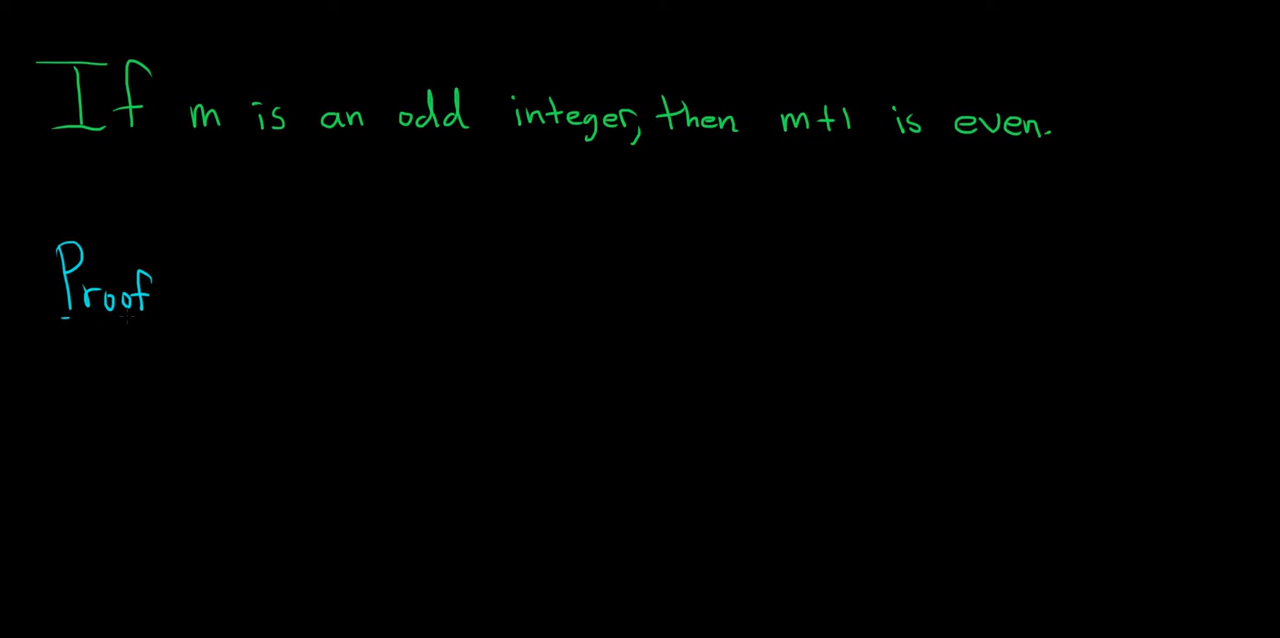 If m is an odd integer, then m+1 is even.
Proof